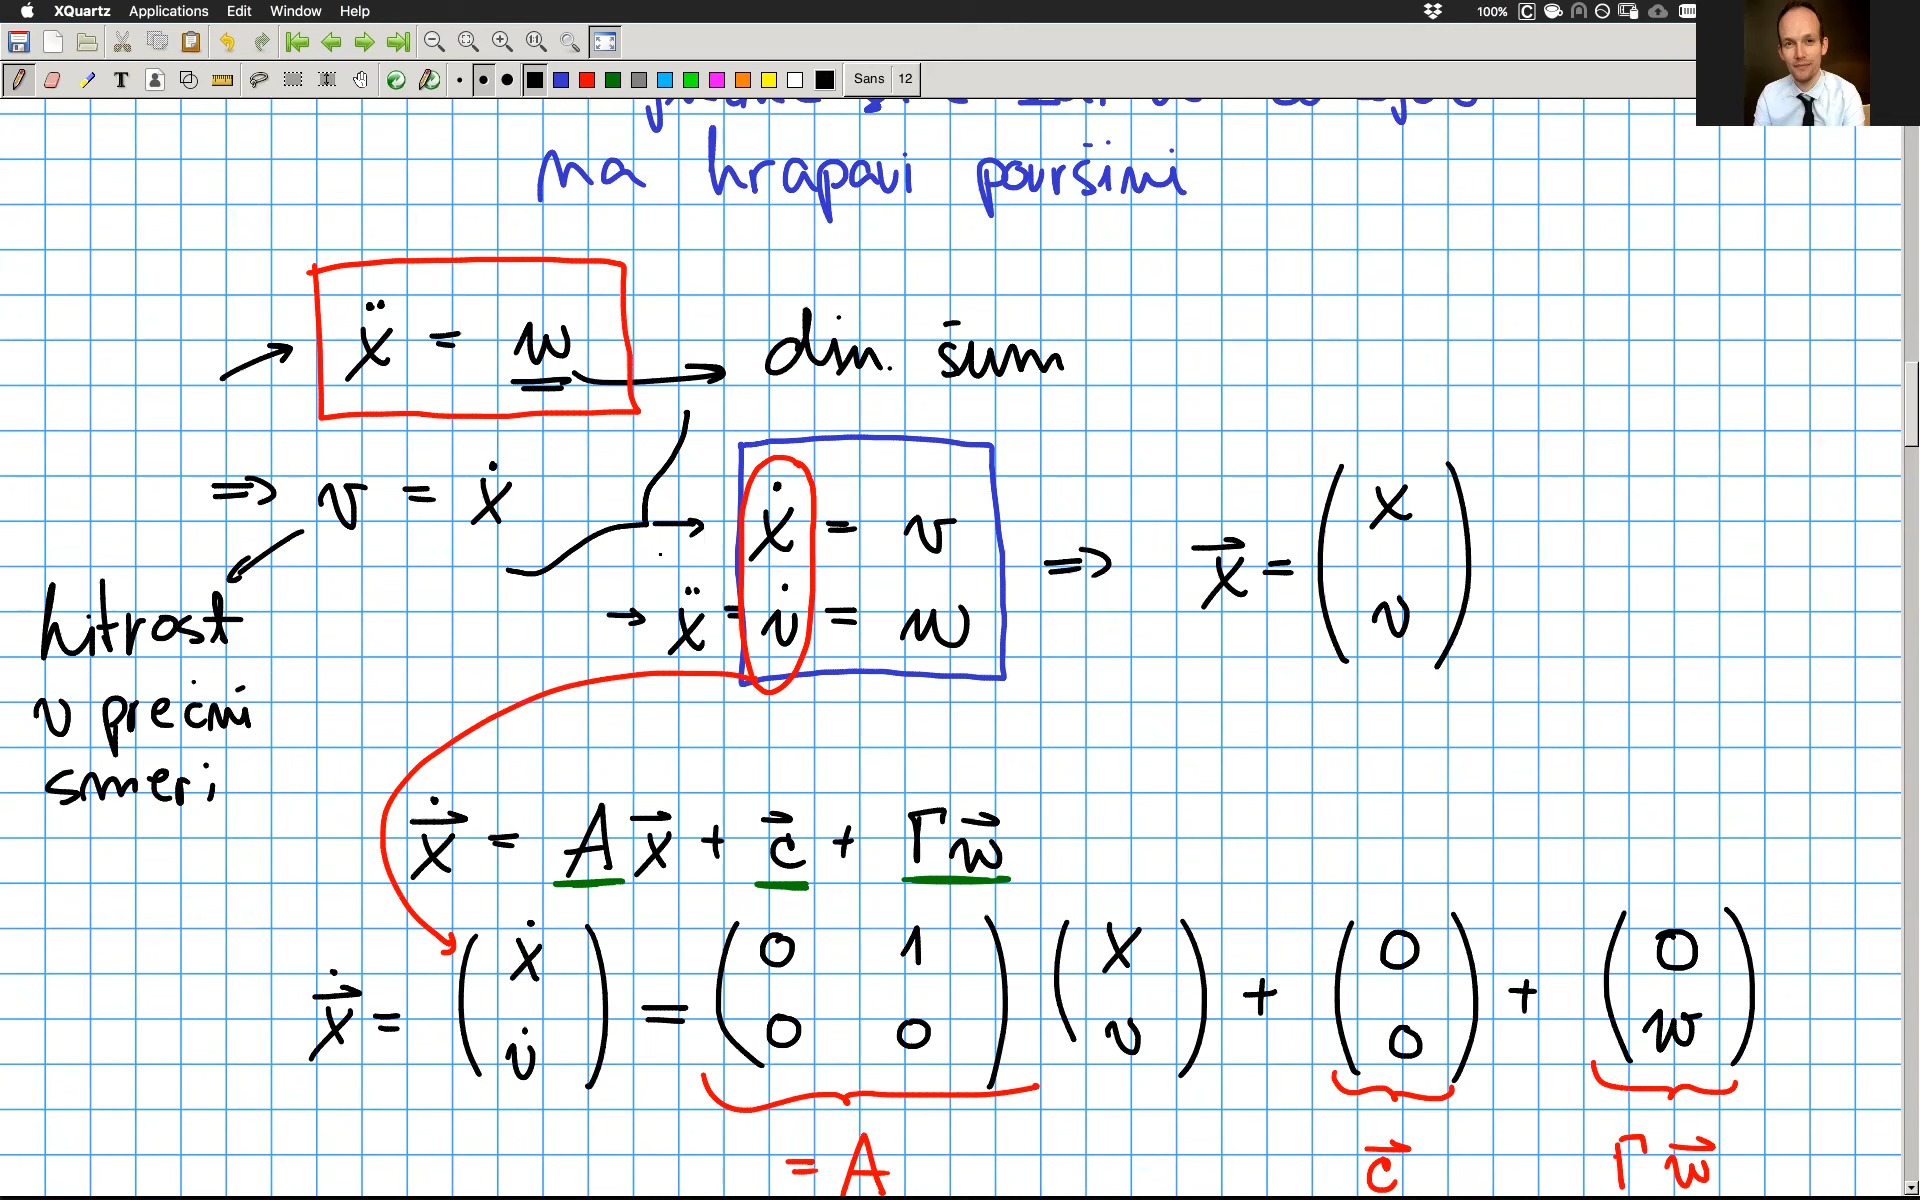 XQuartz Applications Edit Window Help 100%
Sans 12
na hrapavi površini
ẍ = w → din. šum
⇒ v = ẋ
→ ẋ = v
→ ẍ = v̇ = w
⇒ x⃗ = (x v)
hitrost
v prečni
smeri
x⃗̇ = A x⃗ + c⃗ + Γ w⃗
x⃗̇ = (ẋ v̇) = (0 1 0 0) (x v) + (0 0) + (0 w)
= A c⃗ Γ w⃗